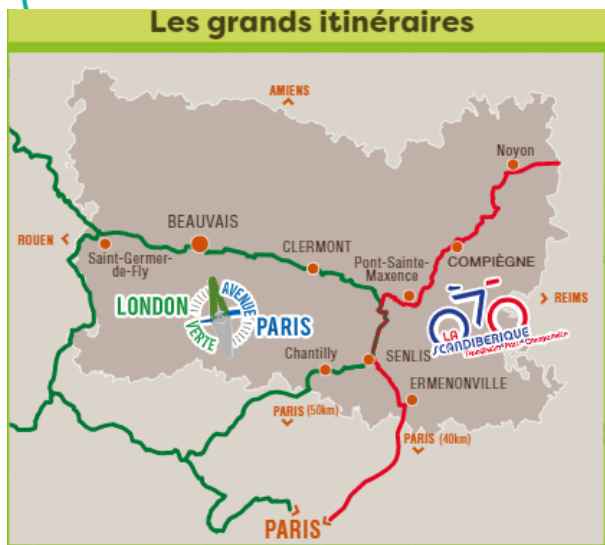 Les grands itinéraires
AMIENS
Noyon
BEAUVAIS
ROUEN
Saint-Germer-
de-Fly
CLERMONT
Pont-Sainte-
Maxence
COMPIÈGNE
REIMS
LONDON
AVENUE
VERTE
PARIS
LA
SCANDIBERIQUE
Chantilly
SENLIS
ERMENONVILLE
PARIS (50km)
PARIS (40km)
PARIS